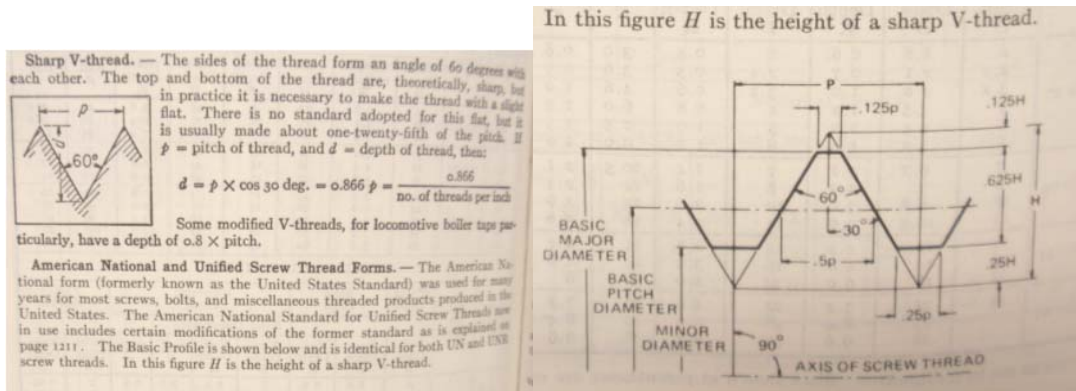 Sharp V-thread. — The sides of the thread form an angle of 60 degrees with
each other. The top and bottom of the thread are, theoretically, sharp, but
in practice it is necessary to make the thread with a slight
flat. There is no standard adopted for this flat, but it
is usually made about one-twenty-fifth of the pitch. If
p = pitch of thread, and d = depth of thread, then:
p
d
60°
d = p × cos 30 deg. = 0.866 p = 0.866 / no. of threads per inch
Some modified V-threads, for locomotive boiler taps par-
ticularly, have a depth of 0.8 × pitch.
American National and Unified Screw Thread Forms. — The American Na-
tional form (formerly known as the United States Standard) was used for many
years for most screws, bolts, and miscellaneous threaded products produced in the
United States. The American National Standard for Unified Screw Threads now
in use includes certain modifications of the former standard as is explained on
page 1211. The Basic Profile is shown below and is identical for both UN and UNR
screw threads. In this figure H is the height of a sharp V-thread.
In this figure H is the height of a sharp V-thread.
P
.125p
.125H
60°
.625H
H
30°
BASIC
MAJOR
DIAMETER
.5p
.25H
BASIC
PITCH
DIAMETER
.25p
MINOR
DIAMETER
90°
AXIS OF SCREW THREAD